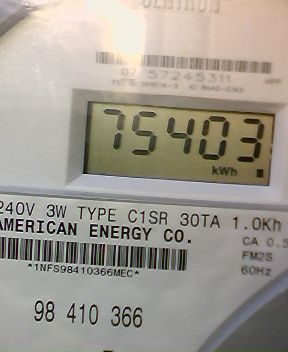 07 57245311
75403
kWh
240V 3W TYPE C1SR 30TA 1.0Kh
AMERICAN ENERGY CO.
CA 0.5
*1NFS98410366MEC*
FM2S
60Hz
98 410 366